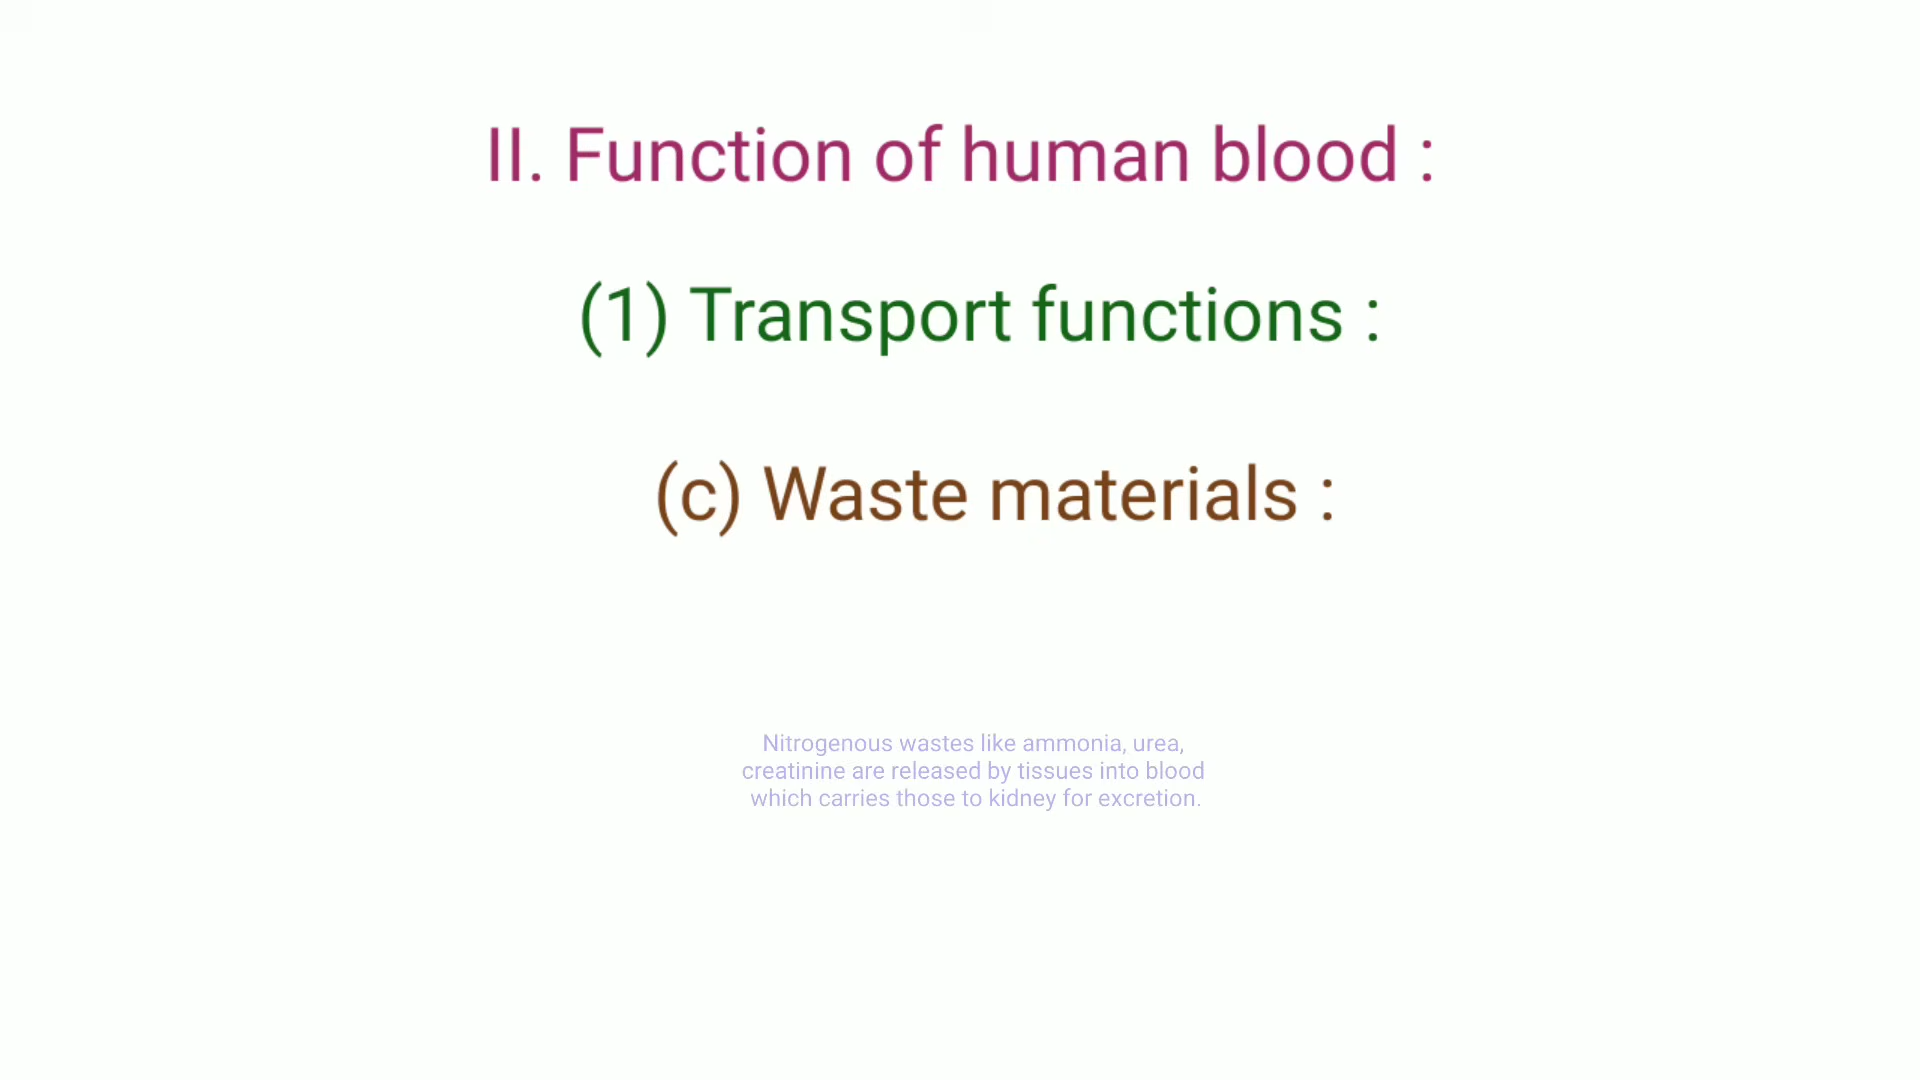 II. Function of human blood :
(1) Transport functions :
(c) Waste materials :
Nitrogenous wastes like ammonia, urea,
creatinine are released by tissues into blood
which carries those to kidney for excretion.